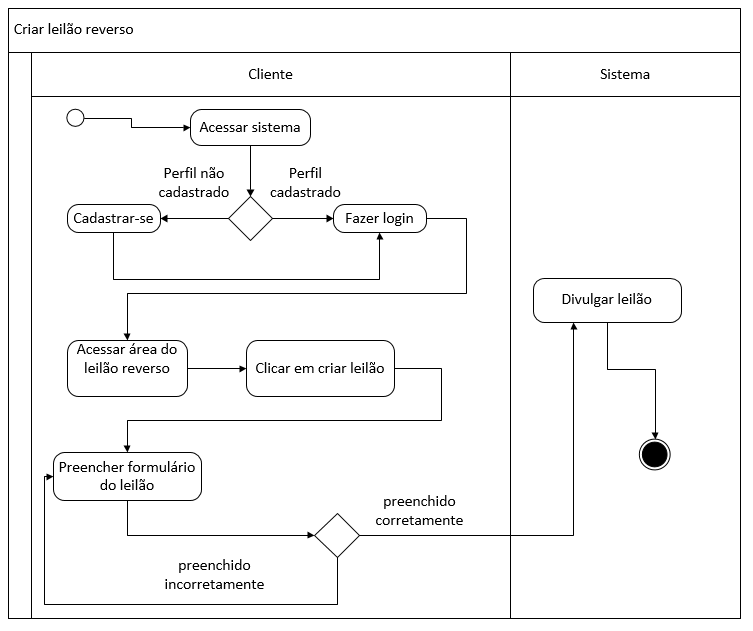 Criar leilão reverso
Cliente
Sistema
Acessar sistema
Perfil não
cadastrado
Perfil
cadastrado
Cadastrar-se
Fazer login
Divulgar leilão
Acessar área do
leilão reverso
Clicar em criar leilão
Preencher formulário
do leilão
preenchido
corretamente
preenchido
incorretamente